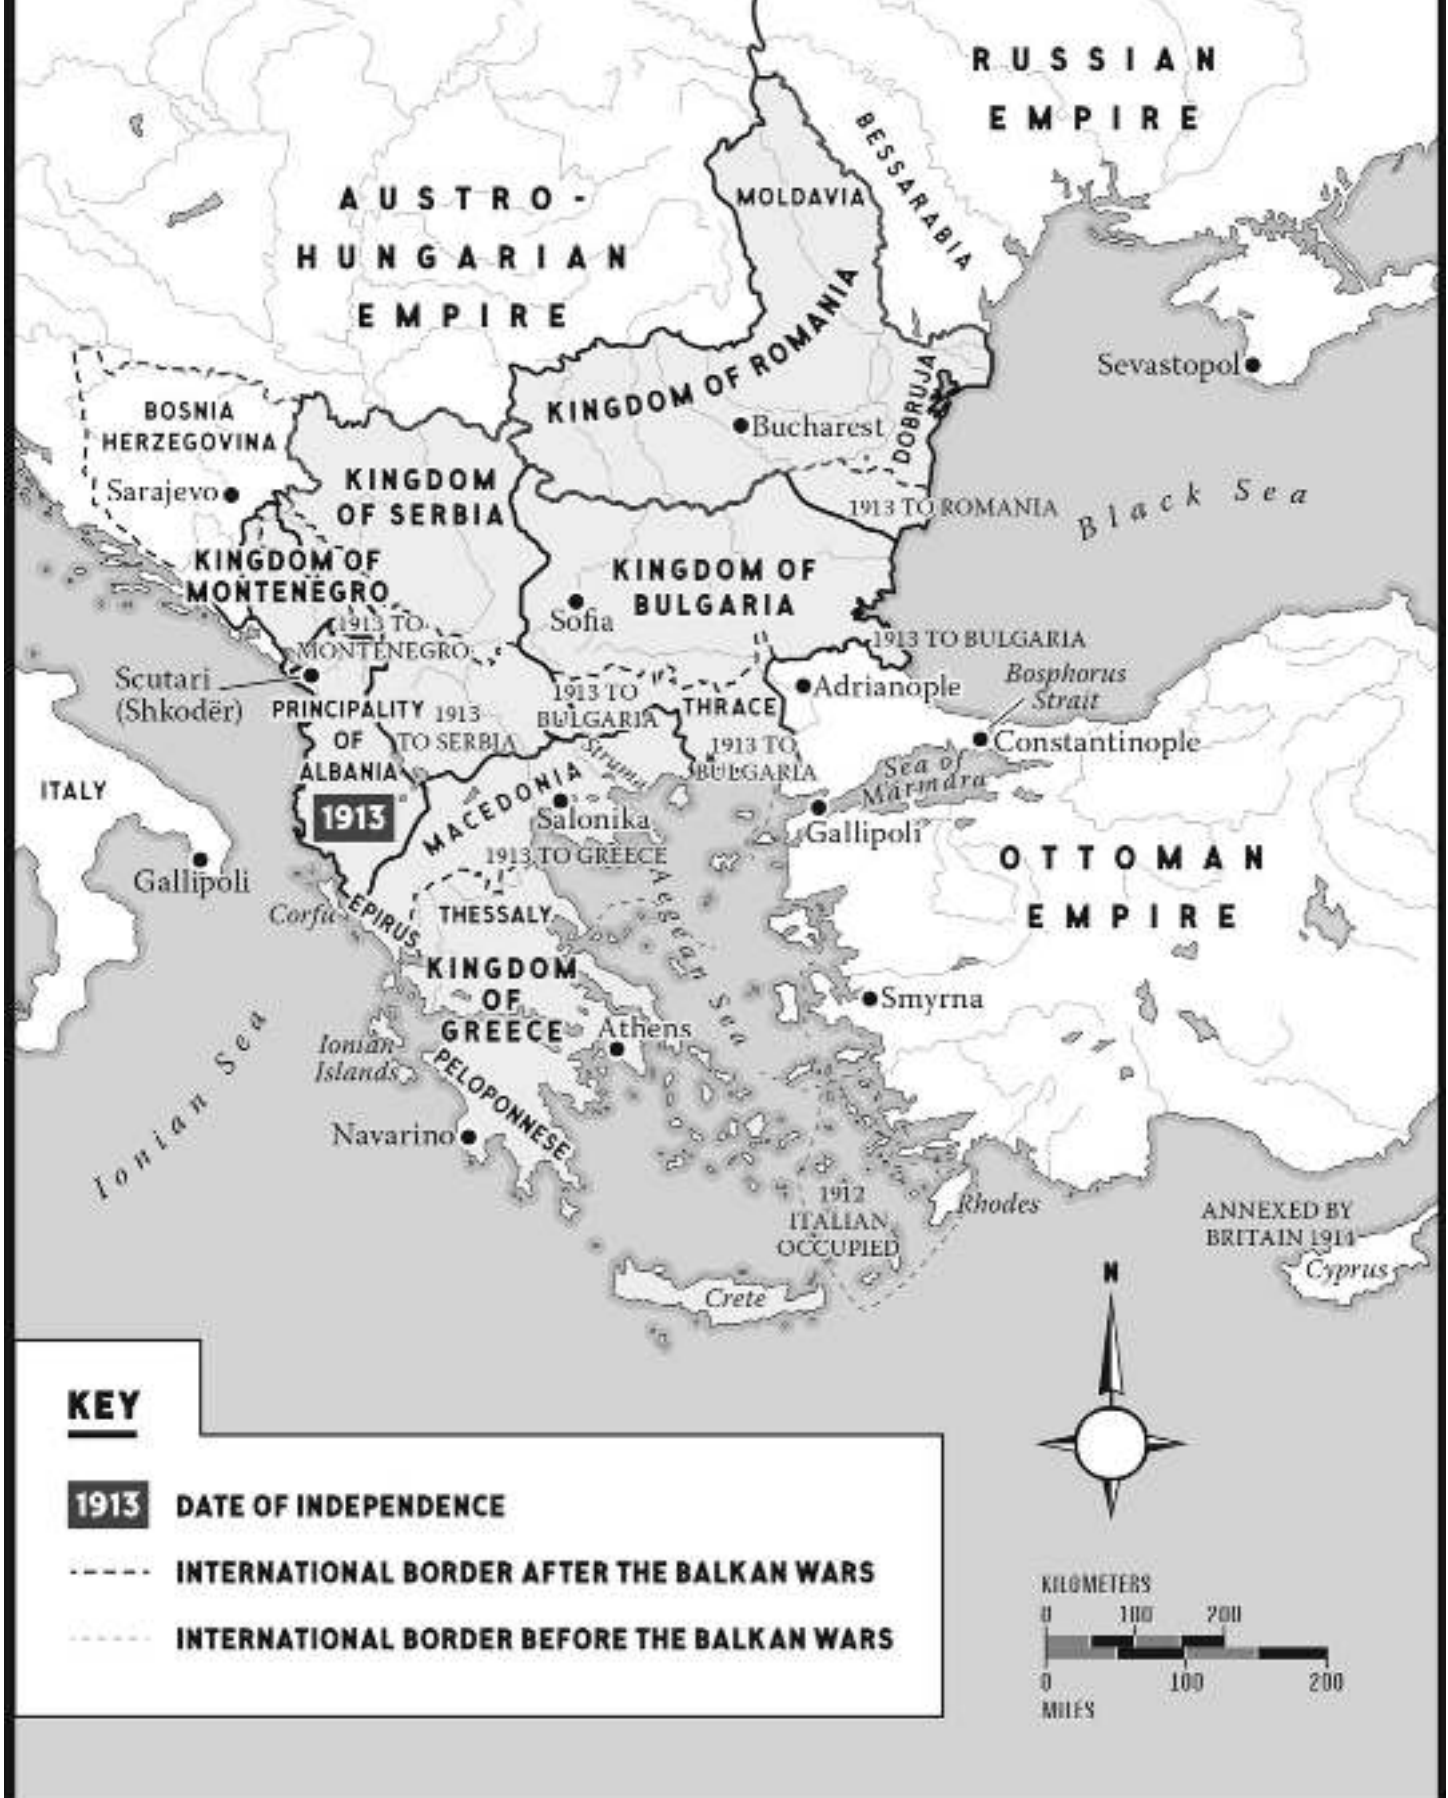 RUSSIAN
EMPIRE
BESSARABIA
MOLDAVIA
AUSTRO-
HUNGARIAN
EMPIRE
KINGDOM OF ROMANIA
DOBRUJA
Sevastopol
Bucharest
BOSNIA
HERZEGOVINA
Sarajevo
KINGDOM
OF SERBIA
1913 TO ROMANIA
Black Sea
KINGDOM OF
MONTENEGRO
KINGDOM OF
BULGARIA
Sofia
1913 TO
MONTENEGRO
1913 TO BULGARIA
Bosphorus
Strait
Scutari
(Shkodër)
Adrianople
PRINCIPALITY
OF
ALBANIA
1913
1913
TO SERBIA
1913 TO
BULGARIA
THRACE
1913 TO
BULGARIA
Constantinople
Sea of
Marmara
Struma
ITALY
MACEDONIA
Salonika
Gallipoli
1913 TO GREECE
OTTOMAN
EMPIRE
Gallipoli
Corfu
EPIRUS
THESSALY
Aegean Sea
KINGDOM
OF
GREECE
Smyrna
Athens
Ionian Sea
Ionian
Islands
PELOPONNESE
Navarino
1912
ITALIAN
OCCUPIED
Rhodes
ANNEXED BY
BRITAIN 1914
Cyprus
Crete
N
KEY
1913 DATE OF INDEPENDENCE
INTERNATIONAL BORDER AFTER THE BALKAN WARS
INTERNATIONAL BORDER BEFORE THE BALKAN WARS
KILOMETERS
0 100 200
0 100 200
MILES